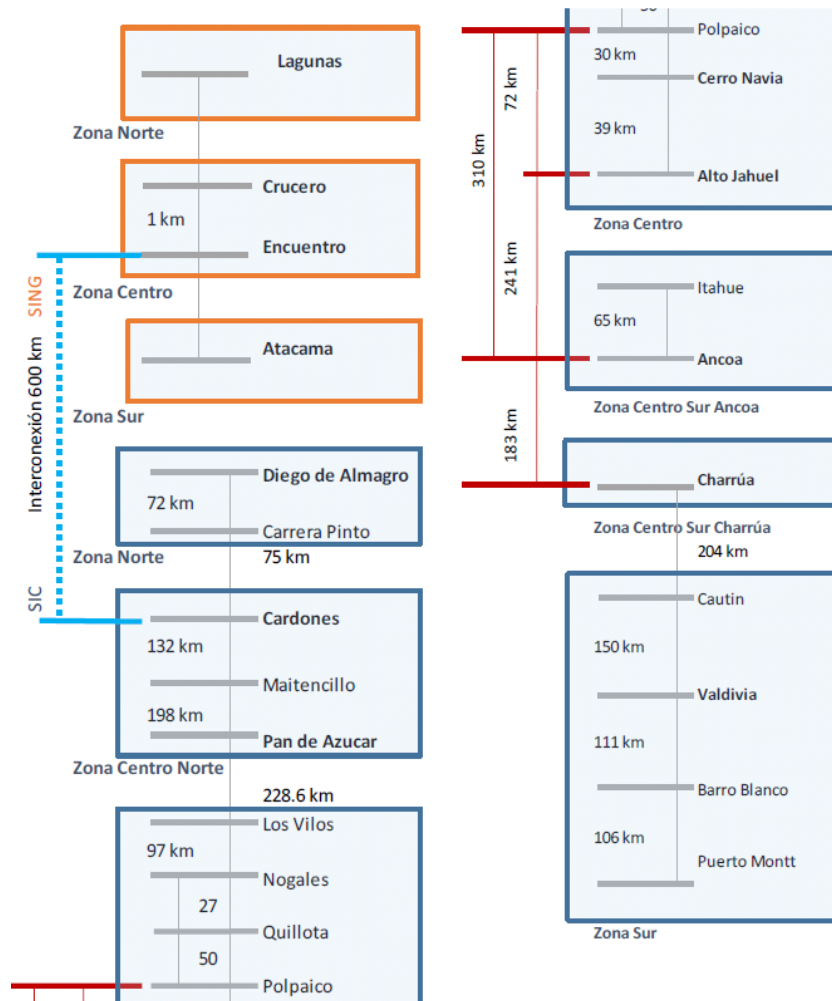 Lagunas
Zona Norte
Crucero
1 km
Encuentro
Zona Centro
SING
Interconexión 600 km
SIC
Atacama
Zona Sur
Diego de Almagro
72 km
Carrera Pinto
Zona Norte
75 km
Cardones
132 km
Maitencillo
198 km
Pan de Azucar
Zona Centro Norte
228.6 km
Los Vilos
97 km
Nogales
27
Quillota
50
Polpaico
Polpaico
30 km
72 km
Cerro Navia
39 km
310 km
Alto Jahuel
Zona Centro
241 km
Itahue
65 km
Ancoa
Zona Centro Sur Ancoa
183 km
Charrúa
Zona Centro Sur Charrúa
204 km
Cautin
150 km
Valdivia
111 km
Barro Blanco
106 km
Puerto Montt
Zona Sur